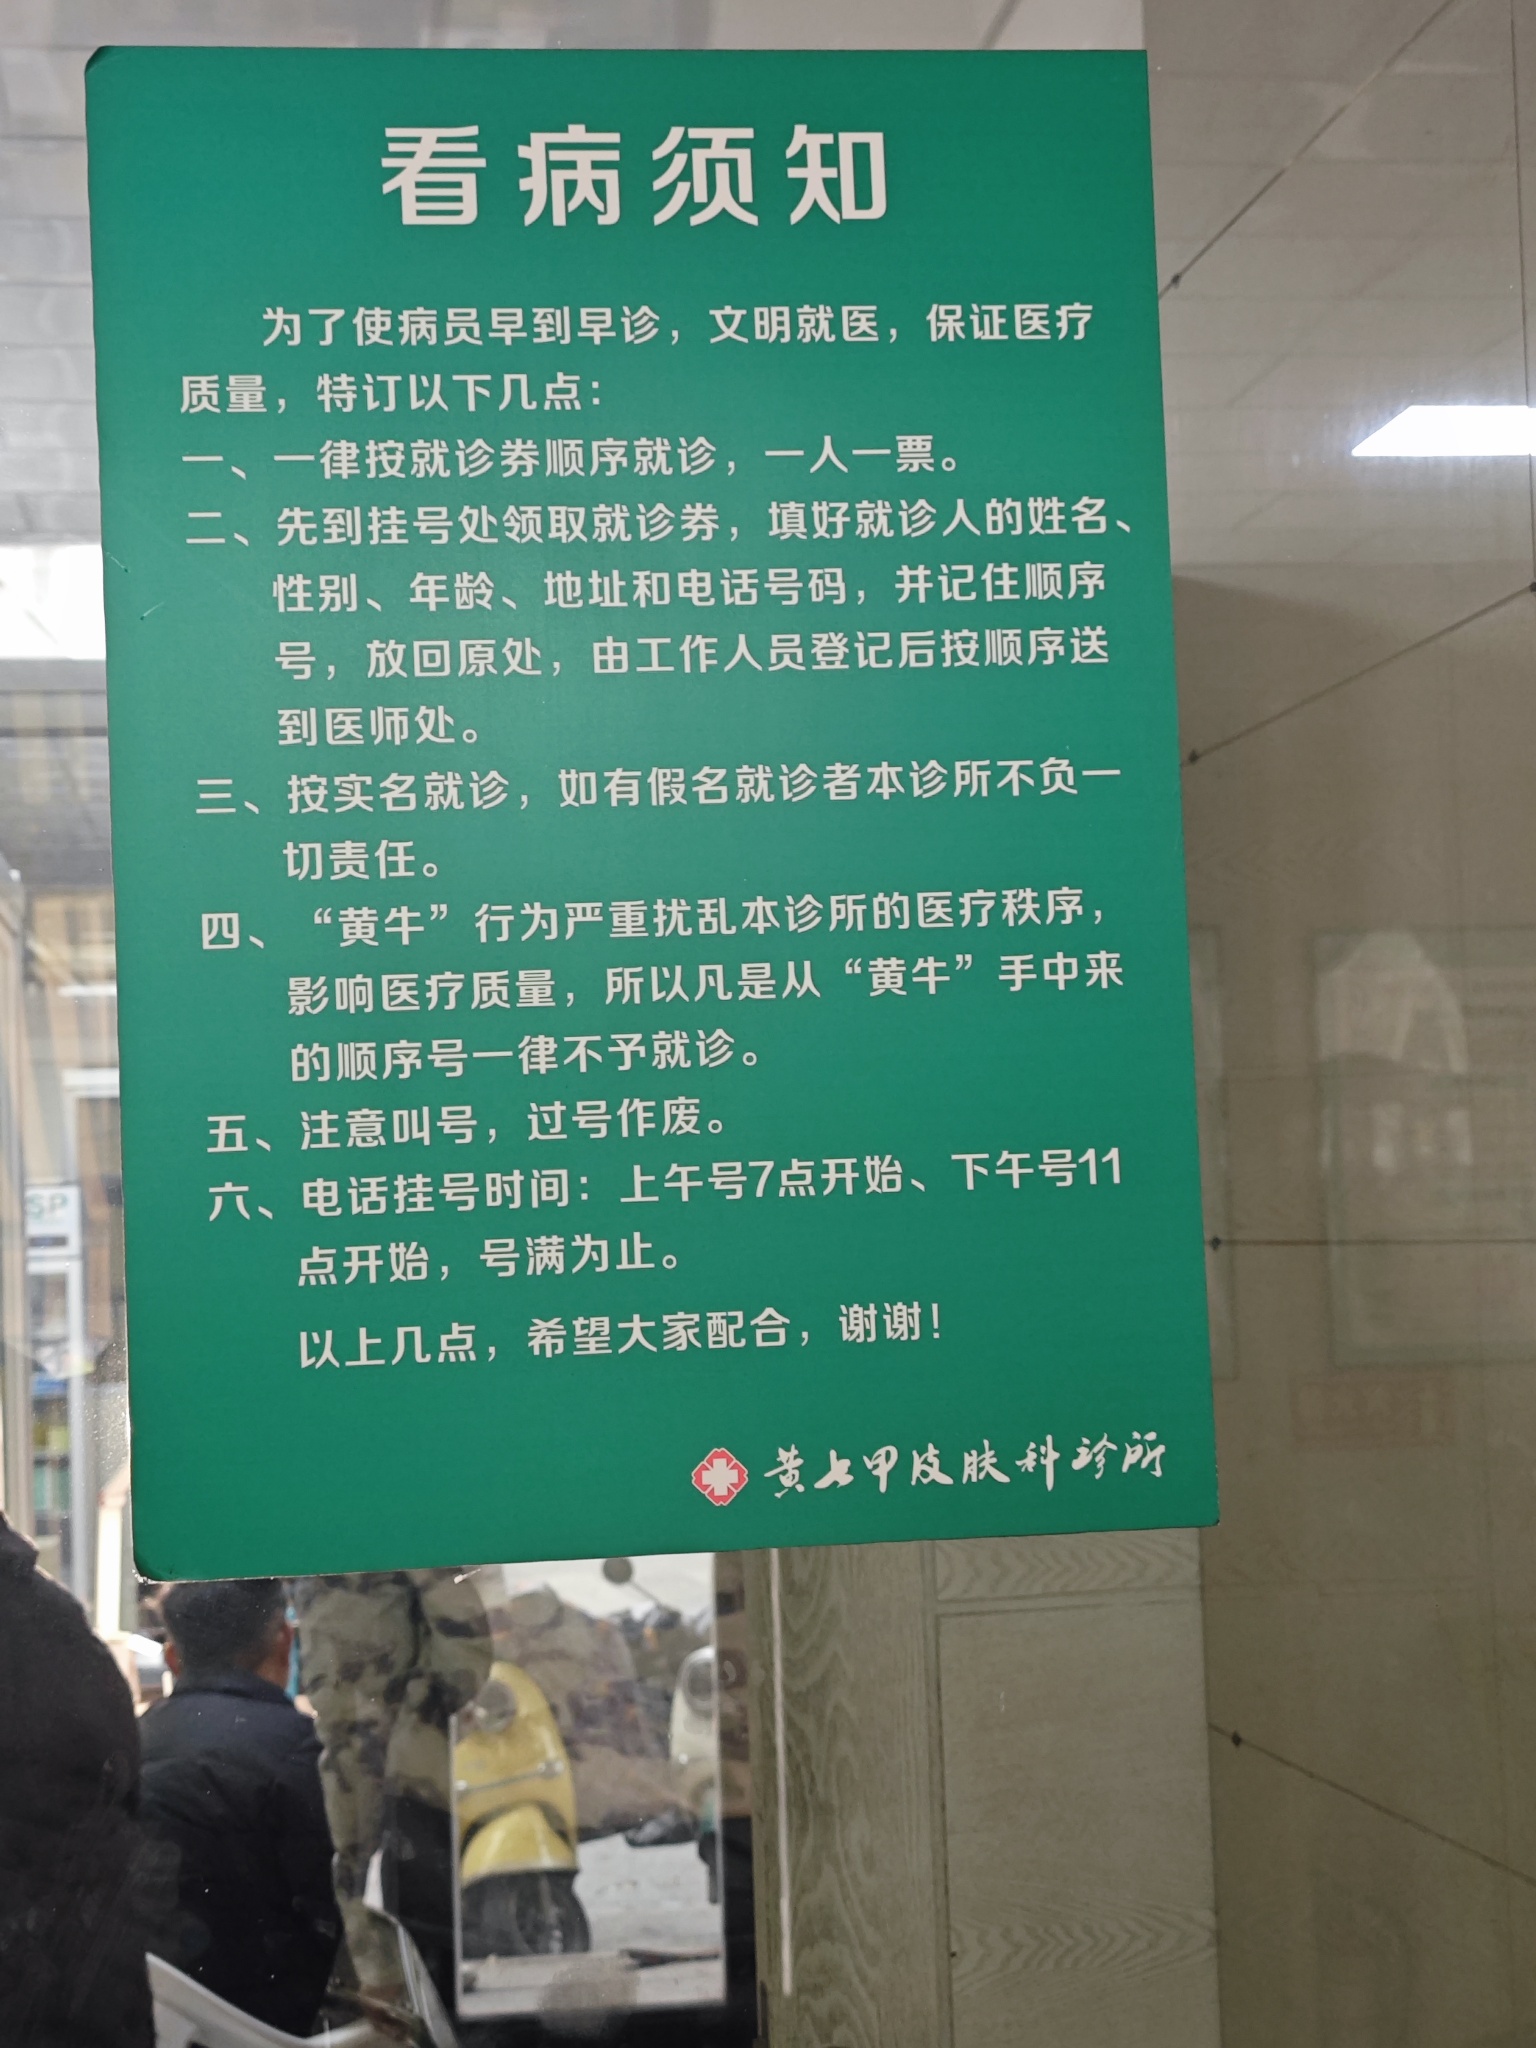 看病须知
为了使病员早到早诊，文明就医，保证医疗
质量，特订以下几点：
一、一律按就诊券顺序就诊，一人一票。
二、先到挂号处领取就诊券，填好就诊人的姓名、
性别、年龄、地址和电话号码，并记住顺序
号，放回原处，由工作人员登记后按顺序送
到医师处。
三、按实名就诊，如有假名就诊者本诊所不负一
切责任。
四、“黄牛”行为严重扰乱本诊所的医疗秩序，
影响医疗质量，所以凡是从“黄牛”手中来
的顺序号一律不予就诊。
五、注意叫号，过号作废。
六、电话挂号时间：上午号7点开始、下午号11
点开始，号满为止。
以上几点，希望大家配合，谢谢！
黄七甲皮肤科诊所
SP